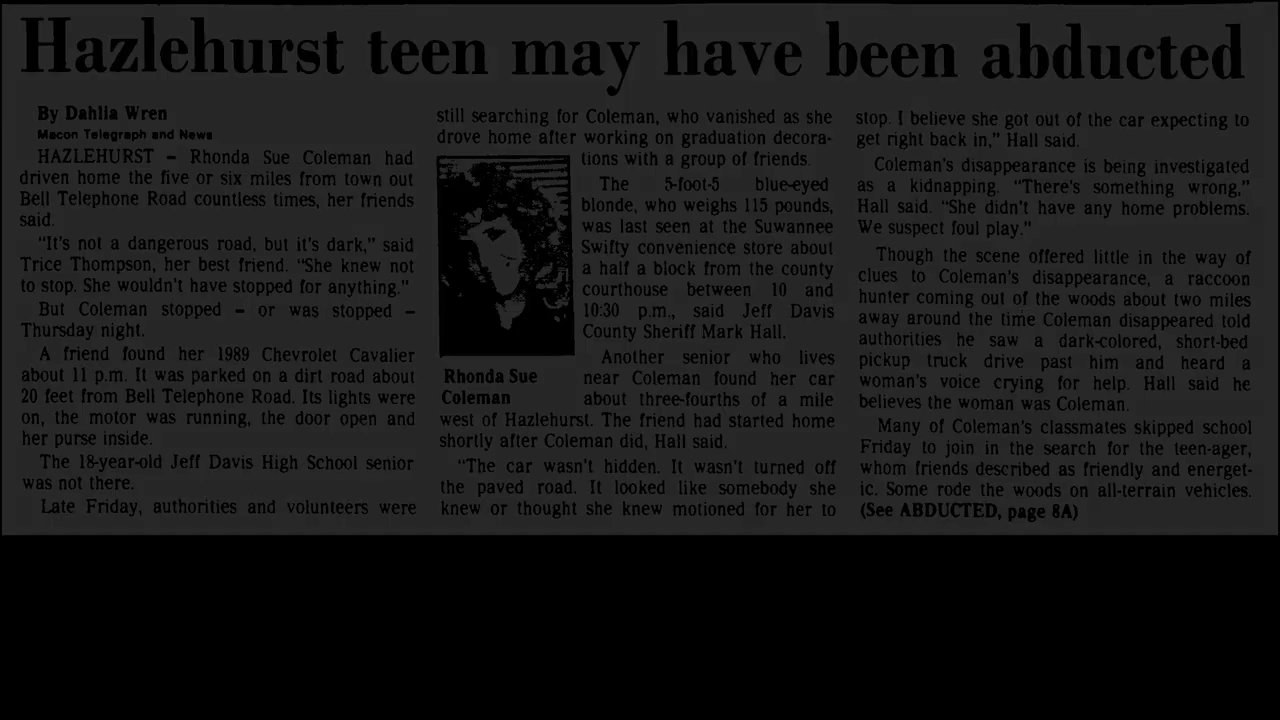 Hazlehurst teen may have been abducted
By Dahlia Wren
Macon Telegraph and News
HAZLEHURST – Rhonda Sue Coleman had
driven home the five or six miles from town out
Bell Telephone Road countless times, her friends
said.
“It's not a dangerous road, but it's dark,” said
Trice Thompson, her best friend. “She knew not
to stop. She wouldn't have stopped for anything.”
But Coleman stopped – or was stopped –
Thursday night.
A friend found her 1989 Chevrolet Cavalier
about 11 p.m. It was parked on a dirt road about
20 feet from Bell Telephone Road. Its lights were
on, the motor was running, the door open and
her purse inside.
The 18-year-old Jeff Davis High School senior
was not there.
Late Friday, authorities and volunteers were
still searching for Coleman, who vanished as she
drove home after working on graduation decora-
tions with a group of friends.
The 5-foot-5 blue-eyed
blonde, who weighs 115 pounds,
was last seen at the Suwannee
Swifty convenience store about
a half a block from the county
courthouse between 10 and
10:30 p.m., said Jeff Davis
County Sheriff Mark Hall.
Another senior who lives
near Coleman found her car
about three-fourths of a mile
west of Hazlehurst. The friend had started home
shortly after Coleman did, Hall said.
“The car wasn't hidden. It wasn't turned off
the paved road. It looked like somebody she
knew or thought she knew motioned for her to
Rhonda Sue
Coleman
stop. I believe she got out of the car expecting to
get right back in,” Hall said.
Coleman's disappearance is being investigated
as a kidnapping. “There's something wrong,”
Hall said. “She didn't have any home problems.
We suspect foul play.”
Though the scene offered little in the way of
clues to Coleman's disappearance, a raccoon
hunter coming out of the woods about two miles
away around the time Coleman disappeared told
authorities he saw a dark-colored, short-bed
pickup truck drive past him and heard a
woman's voice crying for help. Hall said he
believes the woman was Coleman.
Many of Coleman's classmates skipped school
Friday to join in the search for the teen-ager,
whom friends described as friendly and energet-
ic. Some rode the woods on all-terrain vehicles.
(See ABDUCTED, page 8A)